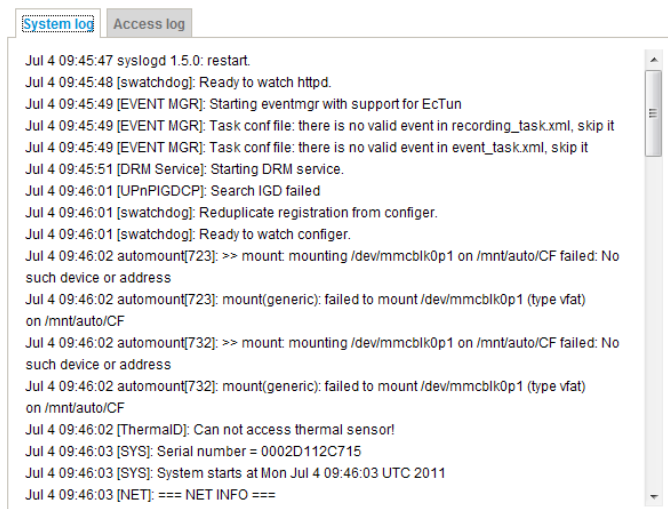 System log Access log
Jul 4 09:45:47 syslogd 1.5.0: restart.
Jul 4 09:45:48 [swatchdog]: Ready to watch httpd.
Jul 4 09:45:49 [EVENT MGR]: Starting eventmgr with support for EcTun
Jul 4 09:45:49 [EVENT MGR]: Task conf file: there is no valid event in recording_task.xml, skip it
Jul 4 09:45:49 [EVENT MGR]: Task conf file: there is no valid event in event_task.xml, skip it
Jul 4 09:45:51 [DRM Service]: Starting DRM service.
Jul 4 09:46:01 [UPnPIGDCP]: Search IGD failed
Jul 4 09:46:01 [swatchdog]: Reduplicate registration from configer.
Jul 4 09:46:01 [swatchdog]: Ready to watch configer.
Jul 4 09:46:02 automount[723]: >> mount: mounting /dev/mmcblk0p1 on /mnt/auto/CF failed: No
such device or address
Jul 4 09:46:02 automount[723]: mount(generic): failed to mount /dev/mmcblk0p1 (type vfat)
on /mnt/auto/CF
Jul 4 09:46:02 automount[732]: >> mount: mounting /dev/mmcblk0p1 on /mnt/auto/CF failed: No
such device or address
Jul 4 09:46:02 automount[732]: mount(generic): failed to mount /dev/mmcblk0p1 (type vfat)
on /mnt/auto/CF
Jul 4 09:46:02 [ThermalD]: Can not access thermal sensor!
Jul 4 09:46:03 [SYS]: Serial number = 0002D112C715
Jul 4 09:46:03 [SYS]: System starts at Mon Jul 4 09:46:03 UTC 2011
Jul 4 09:46:03 [NET]: === NET INFO ===